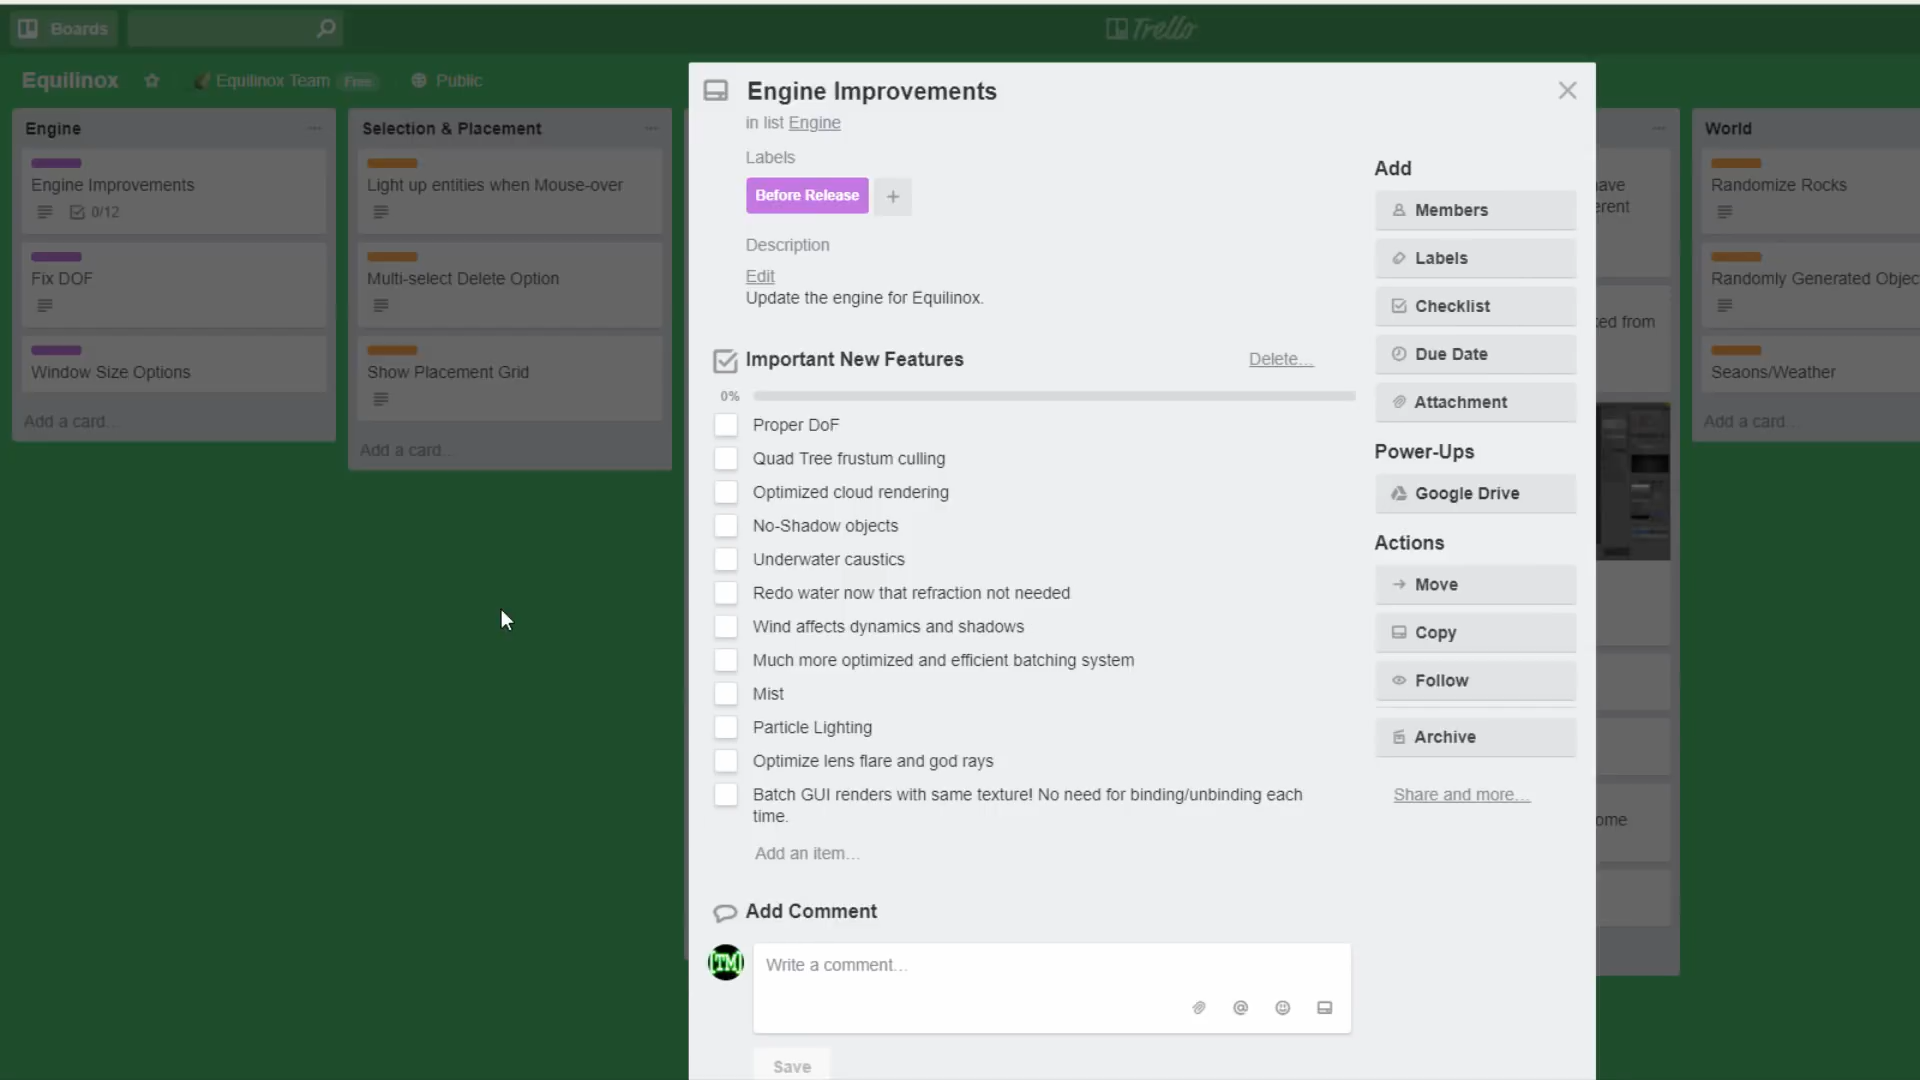 Boards
Trello
Equilinox
Equilinox Team Free
Public
Engine
Engine Improvements
0/12
Fix DOF
Window Size Options
Add a card...
Selection & Placement
Light up entities when Mouse-over
Multi-select Delete Option
Show Placement Grid
Add a card...
Engine Improvements
in list Engine
Labels
Before Release
+
Description
Edit
Update the engine for Equilinox.
Important New Features
Delete...
0%
Proper DoF
Quad Tree frustum culling
Optimized cloud rendering
No-Shadow objects
Underwater caustics
Redo water now that refraction not needed
Wind affects dynamics and shadows
Much more optimized and efficient batching system
Mist
Particle Lighting
Optimize lens flare and god rays
Batch GUI renders with same texture! No need for binding/unbinding each
time.
Add an item...
Add Comment
[TM]
Write a comment...
Save
Add
Members
Labels
Checklist
Due Date
Attachment
Power-Ups
Google Drive
Actions
Move
Copy
Follow
Archive
Share and more...
World
Randomize Rocks
Randomly Generated Objec
Seaons/Weather
Add a card...